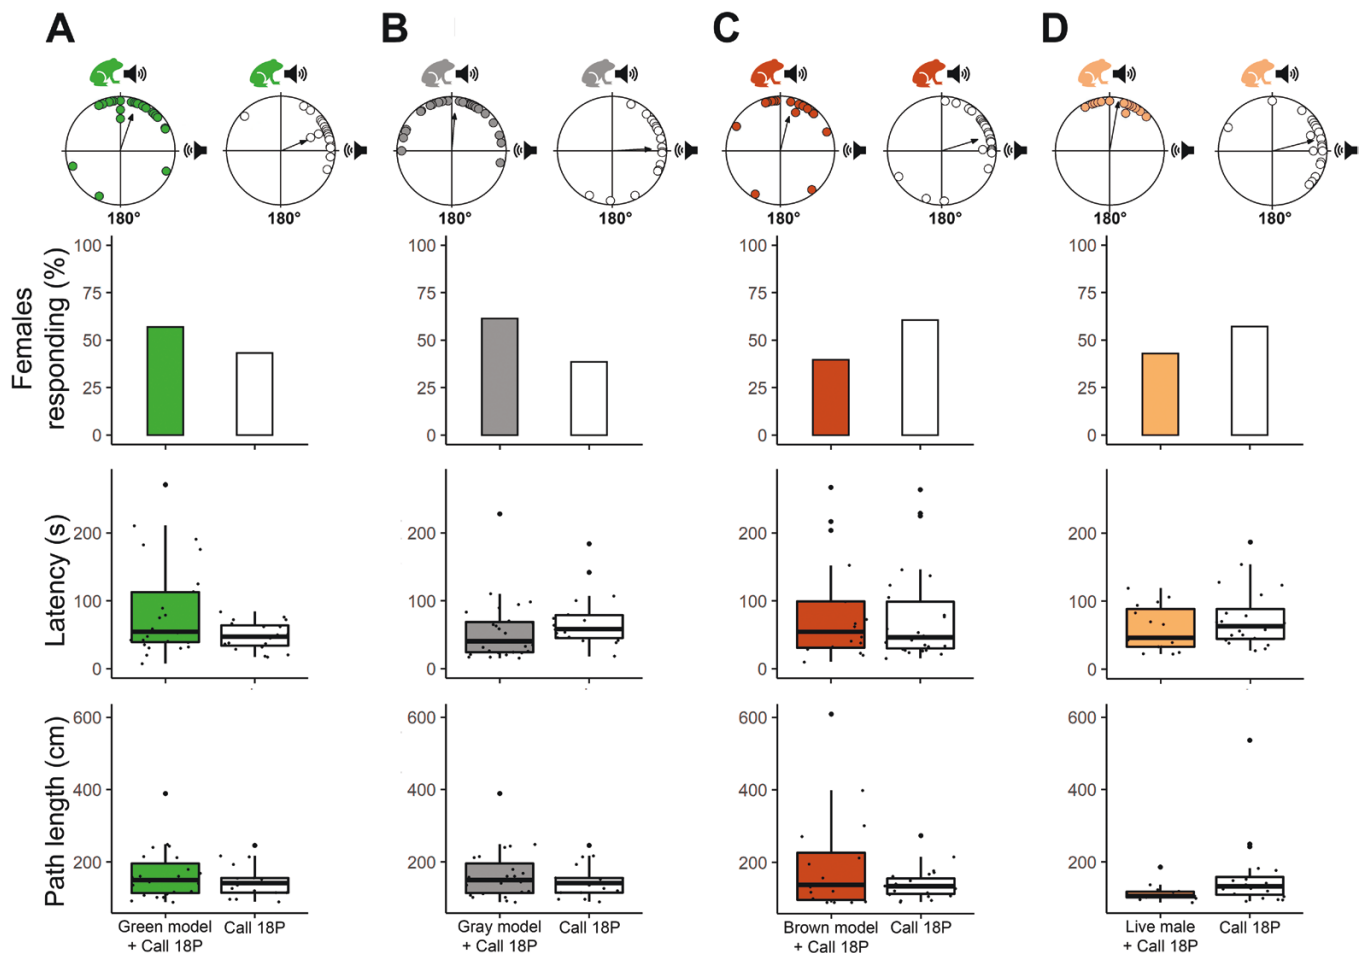 A
B
C
D
180°
180°
180°
180°
180°
180°
180°
180°
Females
responding (%)
100
75
50
25
0
100
75
50
25
0
100
75
50
25
0
100
75
50
25
0
Latency (s)
200
100
0
200
100
0
200
100
0
200
100
0
Path length (cm)
600
400
200
600
400
200
600
400
200
600
400
200
Green model
+ Call 18P
Call 18P
Gray model
+ Call 18P
Call 18P
Brown model
+ Call 18P
Call 18P
Live male
+ Call 18P
Call 18P